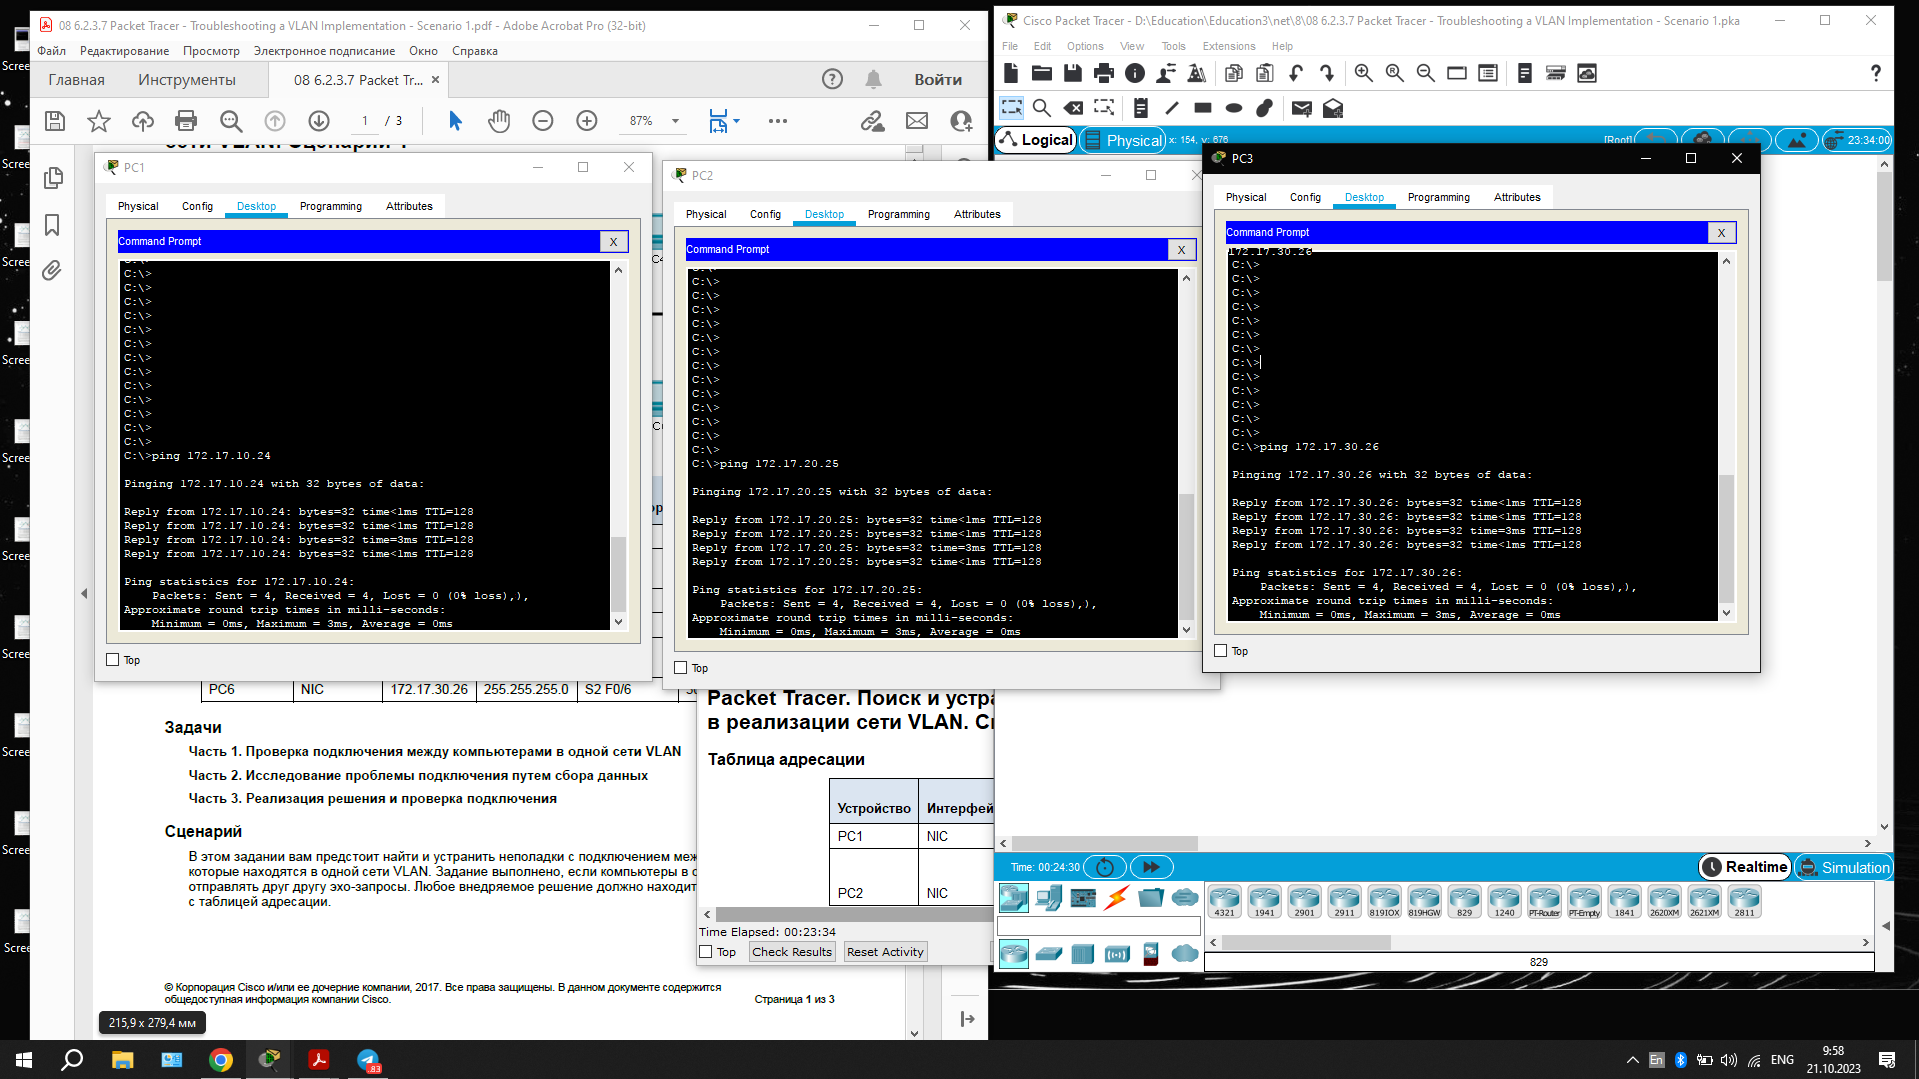 08 6.2.3.7 Packet Tracer - Troubleshooting a VLAN Implementation - Scenario 1.pdf - Adobe Acrobat Pro (32-bit)
Файл Редактирование Просмотр Электронное подписание Окно Справка
Главная Инструменты 08 6.2.3.7 Packet Tr... × Войти
1 / 3 87%
Cisco Packet Tracer - D:\Education\Education3\net\8\08 6.2.3.7 Packet Tracer - Troubleshooting a VLAN Implementation - Scenario 1.pka
File Edit Options View Tools Extensions Help
Logical Physical x: 154, y: 676 [Root] 23:34:00
PC1
Physical Config Desktop Programming Attributes
Command Prompt X
C:\>
C:\>
C:\>
C:\>
C:\>
C:\>
C:\>
C:\>
C:\>
C:\>
C:\>
C:\>
C:\>
C:\>ping 172.17.10.24
Pinging 172.17.10.24 with 32 bytes of data:
Reply from 172.17.10.24: bytes=32 time<1ms TTL=128
Reply from 172.17.10.24: bytes=32 time<1ms TTL=128
Reply from 172.17.10.24: bytes=32 time=3ms TTL=128
Reply from 172.17.10.24: bytes=32 time<1ms TTL=128
Ping statistics for 172.17.10.24:
Packets: Sent = 4, Received = 4, Lost = 0 (0% loss),
Approximate round trip times in milli-seconds:
Minimum = 0ms, Maximum = 3ms, Average = 0ms
Top
PC2
Physical Config Desktop Programming Attributes
Command Prompt X
C:\>
C:\>
C:\>
C:\>
C:\>
C:\>
C:\>
C:\>
C:\>
C:\>
C:\>
C:\>
C:\>
C:\>ping 172.17.20.25
Pinging 172.17.20.25 with 32 bytes of data:
Reply from 172.17.20.25: bytes=32 time<1ms TTL=128
Reply from 172.17.20.25: bytes=32 time<1ms TTL=128
Reply from 172.17.20.25: bytes=32 time=3ms TTL=128
Reply from 172.17.20.25: bytes=32 time<1ms TTL=128
Ping statistics for 172.17.20.25:
Packets: Sent = 4, Received = 4, Lost = 0 (0% loss),
Approximate round trip times in milli-seconds:
Minimum = 0ms, Maximum = 3ms, Average = 0ms
Top
PC3
Physical Config Desktop Programming Attributes
Command Prompt X
172.17.30.26
C:\>
C:\>
C:\>
C:\>
C:\>
C:\>
C:\>
C:\>
C:\>
C:\>
C:\>
C:\>
C:\>
C:\>ping 172.17.30.26
Pinging 172.17.30.26 with 32 bytes of data:
Reply from 172.17.30.26: bytes=32 time<1ms TTL=128
Reply from 172.17.30.26: bytes=32 time<1ms TTL=128
Reply from 172.17.30.26: bytes=32 time=3ms TTL=128
Reply from 172.17.30.26: bytes=32 time<1ms TTL=128
Ping statistics for 172.17.30.26:
Packets: Sent = 4, Received = 4, Lost = 0 (0% loss),
Approximate round trip times in milli-seconds:
Minimum = 0ms, Maximum = 3ms, Average = 0ms
Top
PC6 NIC 172.17.30.26 255.255.255.0 S2 F0/6
Задачи
Часть 1. Проверка подключения между компьютерами в одной сети VLAN
Часть 2. Исследование проблемы подключения путем сбора данных
Часть 3. Реализация решения и проверка подключения
Сценарий
В этом задании вам предстоит найти и устранить неполадки с подключением
которые находятся в одной сети VLAN. Задание выполнено, если компьютеры в
отправлять друг другу эхо-запросы. Любое внедряемое решение должно
с таблицей адресации.
© Корпорация Cisco и/или ее дочерние компании, 2017. Все права защищены. В данном документе содержится
общедоступная информация компании Cisco. Страница 1 из 3
215,9 x 279,4 мм
Packet Tracer. Поиск и
в реализации сети VLAN.
Таблица адресации
Устройство
PC1 NIC
PC2 NIC
Time Elapsed: 00:23:34
Top Check Results Reset Activity
Time: 00:24:30 Realtime Simulation
4321 1941 2901 2911 819IOX 819HGW 829 1240 PT-Router PT-Empty 1841 2620XM 2621XM 2811
829
Scree
Scree
Scree
Scree
Scree
Scree
Scree
Scree
Scree
Scree
83
En ENG 9:58
21.10.2023